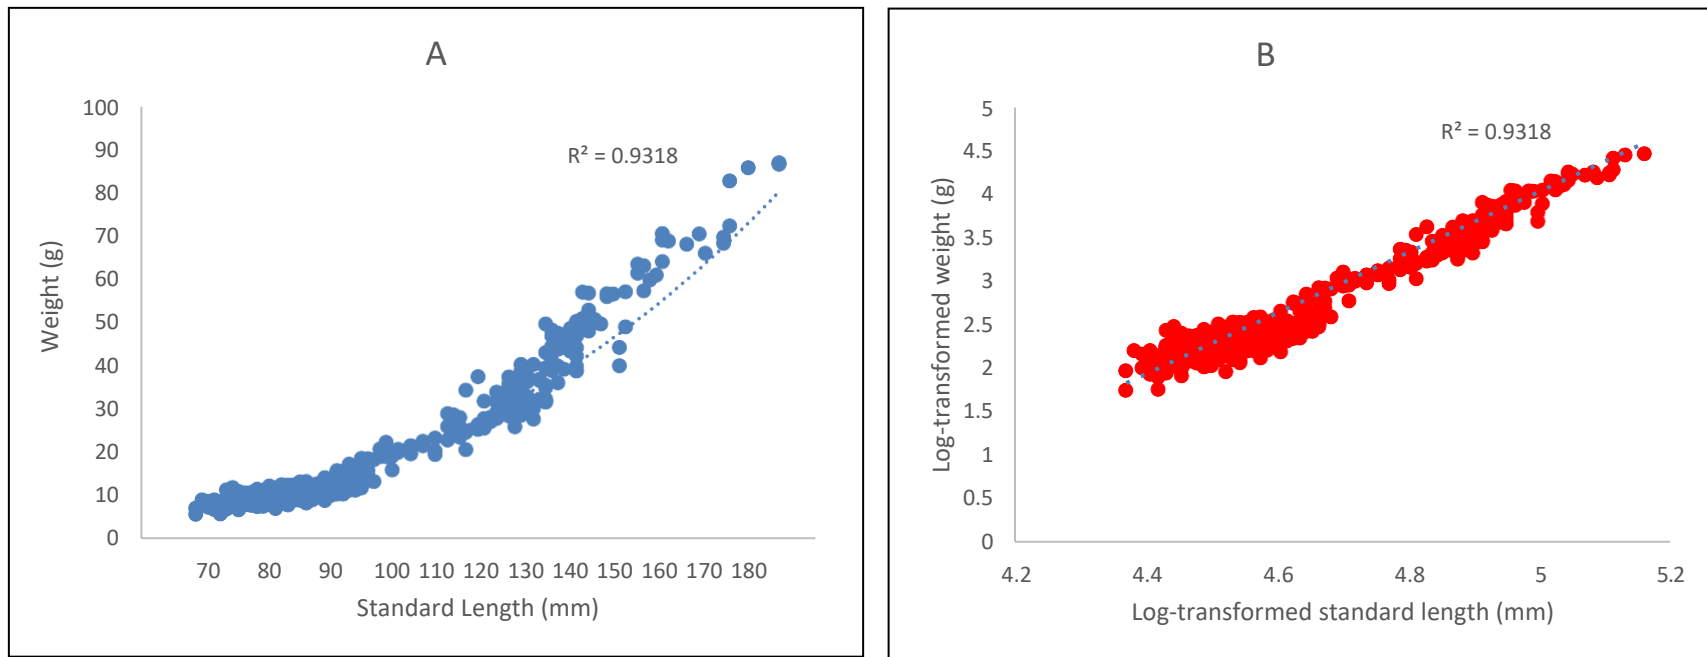 A
100
90
80
70
60
50
40
30
20
10
0
Weight (g)
R² = 0.9318
70 80 90 100 110 120 130 140 150 160 170 180
Standard Length (mm)
B
5
4.5
4
3.5
3
2.5
2
1.5
1
0.5
0
Log-transformed weight (g)
R² = 0.9318
4.2 4.4 4.6 4.8 5 5.2
Log-transformed standard length (mm)